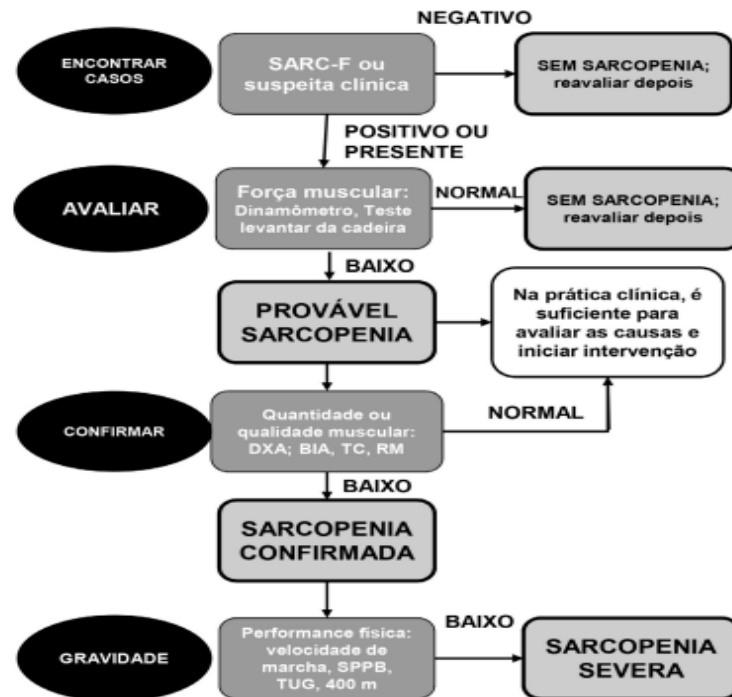 NEGATIVO
ENCONTRAR
CASOS
SARC-F ou
suspeita clínica
SEM SARCOPENIA;
reavaliar depois
POSITIVO OU
PRESENTE
AVALIAR
Força muscular:
Dinamômetro, Teste
levantar da cadeira
NORMAL
SEM SARCOPENIA;
reavaliar depois
BAIXO
PROVÁVEL
SARCOPENIA
Na prática clínica, é
suficiente para
avaliar as causas e
iniciar intervenção
CONFIRMAR
Quantidade ou
qualidade muscular:
DXA; BIA, TC, RM
NORMAL
BAIXO
SARCOPENIA
CONFIRMADA
GRAVIDADE
Performance física:
velocidade de
marcha, SPPB,
TUG, 400 m
BAIXO
SARCOPENIA
SEVERA